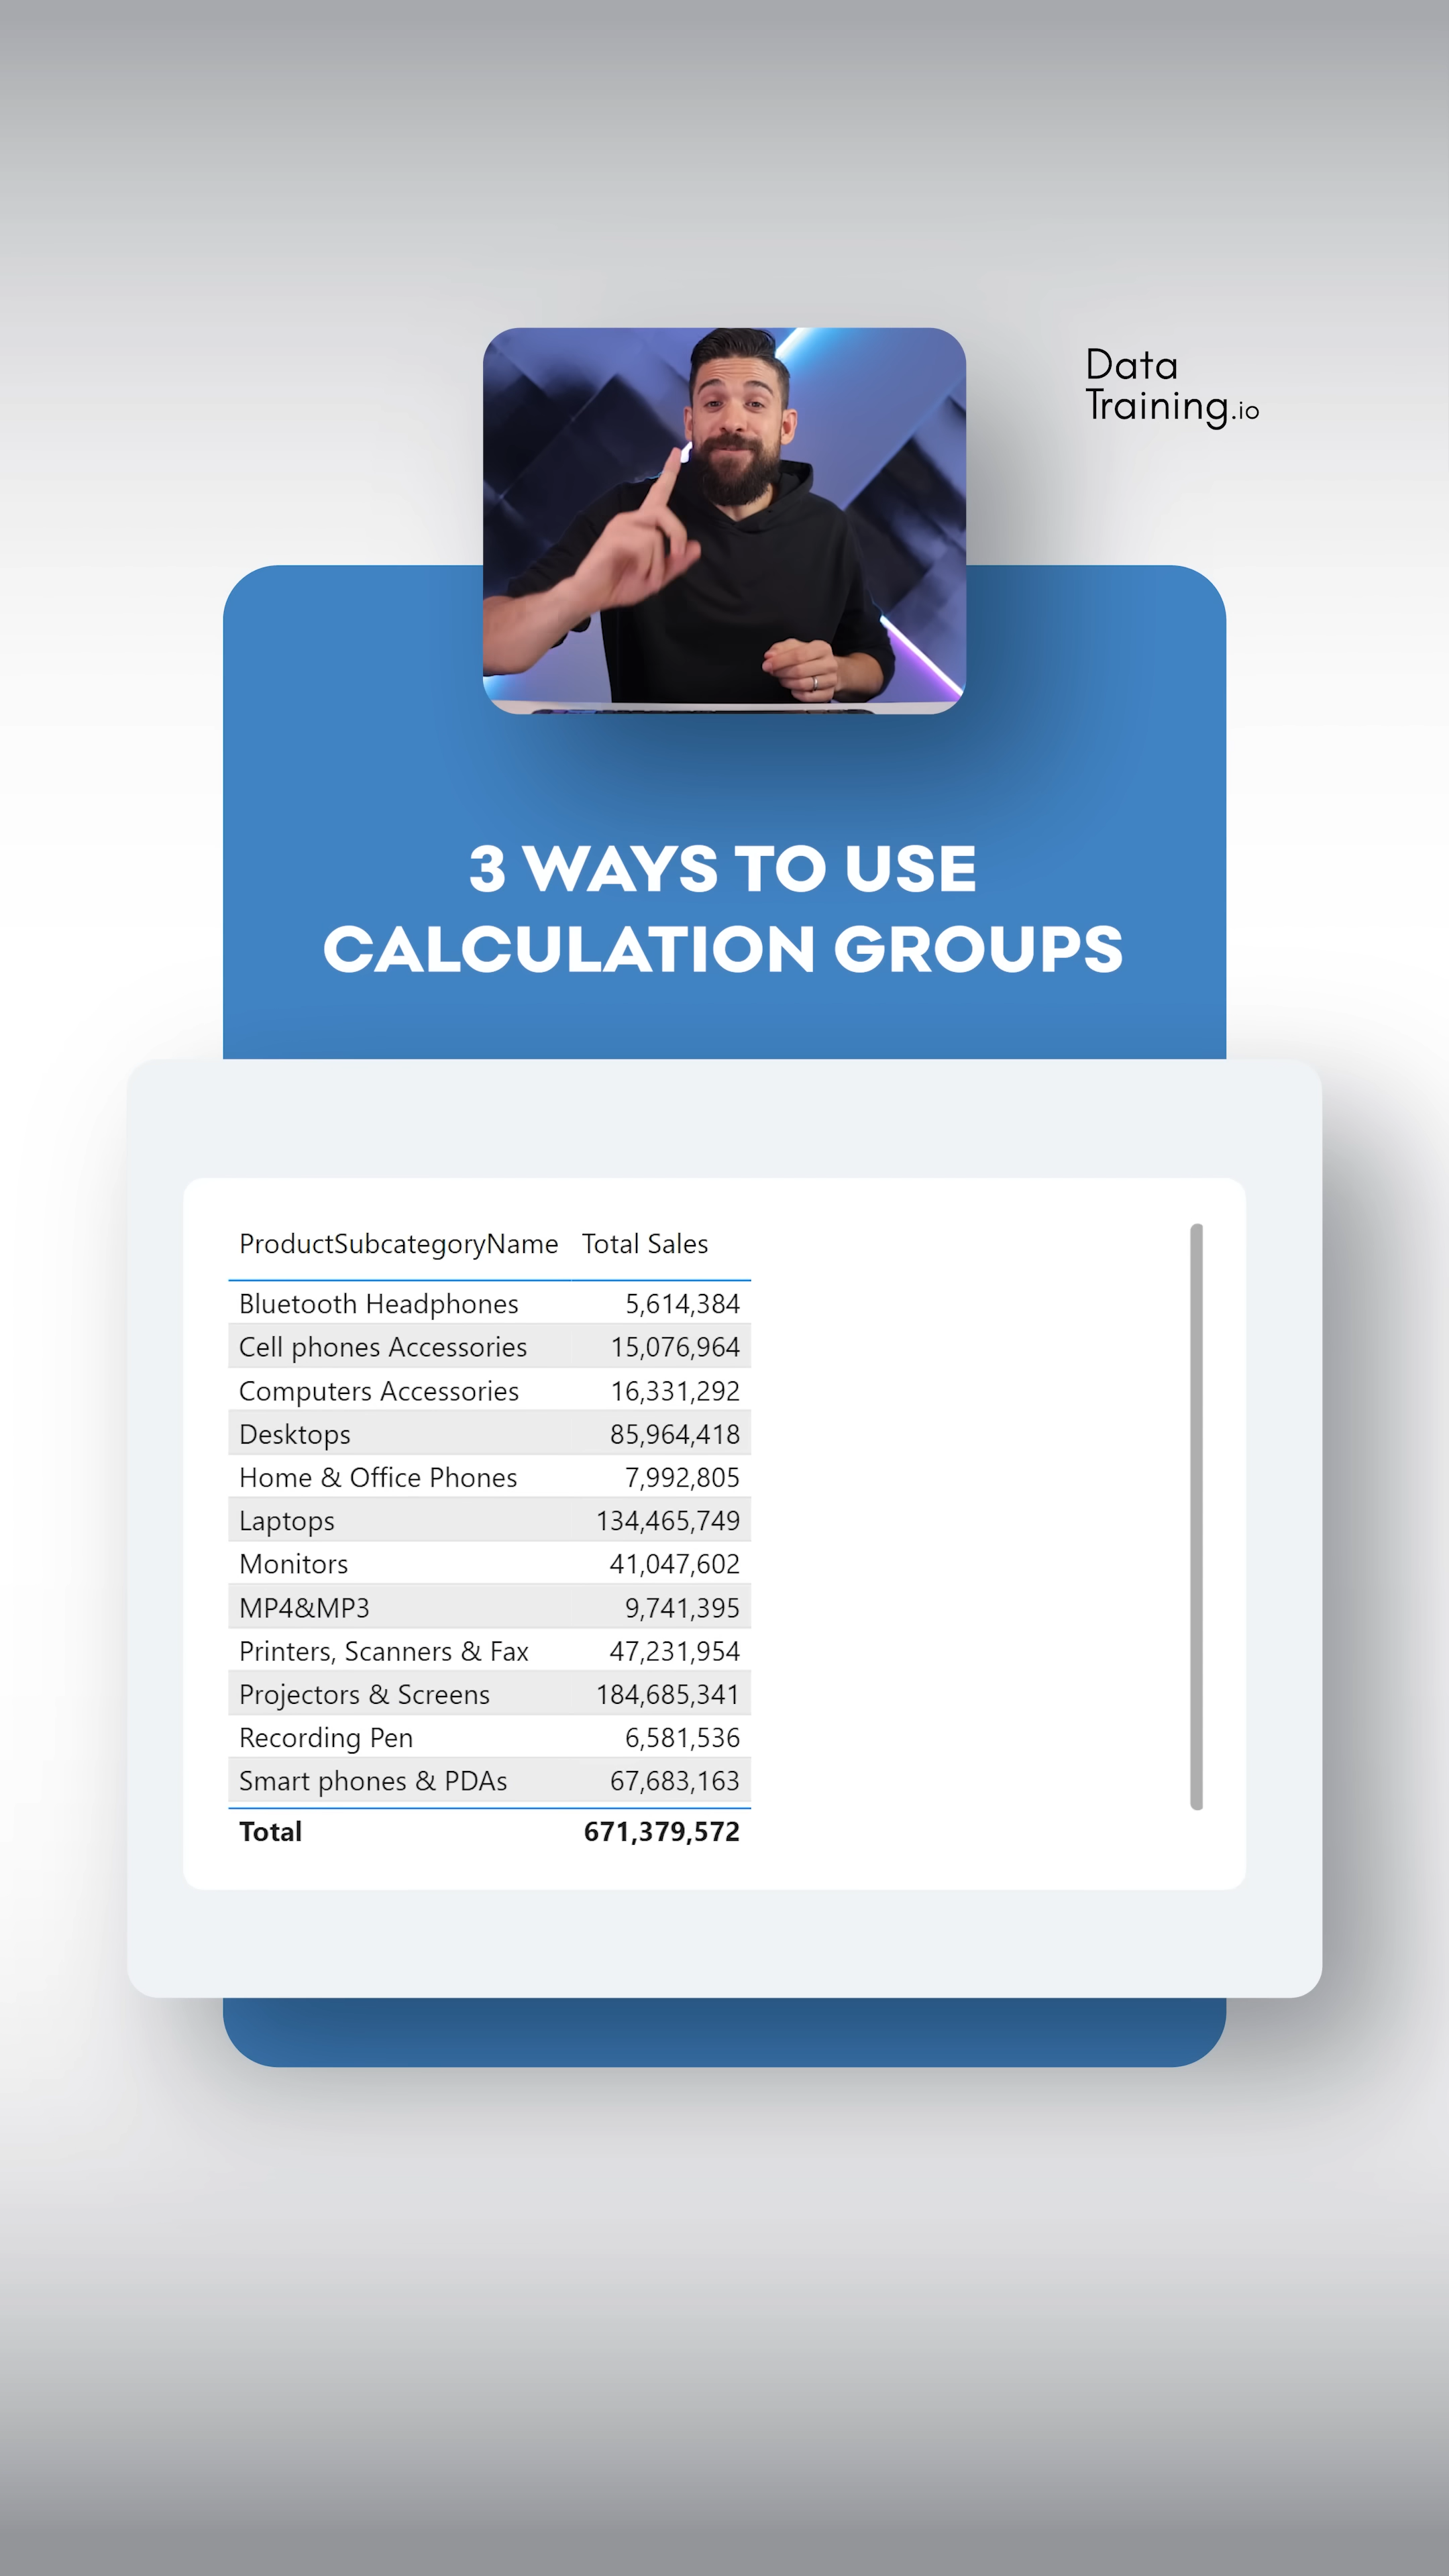 Data
Training.io
3 WAYS TO USE
CALCULATION GROUPS
ProductSubcategoryName Total Sales
Bluetooth Headphones 5,614,384
Cell phones Accessories 15,076,964
Computers Accessories 16,331,292
Desktops 85,964,418
Home & Office Phones 7,992,805
Laptops 134,465,749
Monitors 41,047,602
MP4&MP3 9,741,395
Printers, Scanners & Fax 47,231,954
Projectors & Screens 184,685,341
Recording Pen 6,581,536
Smart phones & PDAs 67,683,163
Total 671,379,572